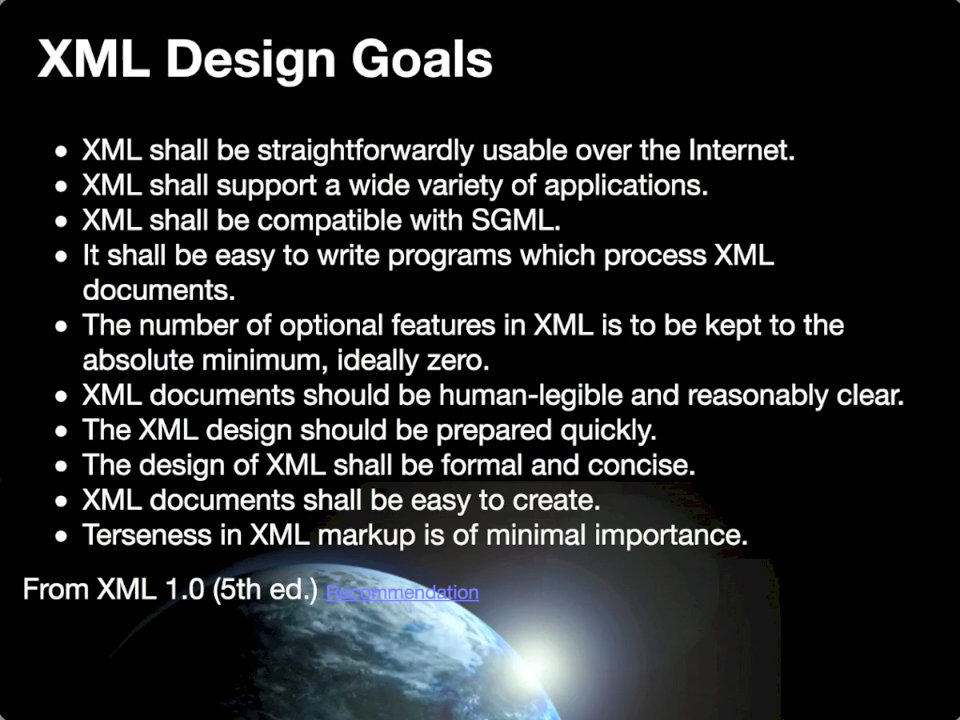 XML Design Goals
• XML shall be straightforwardly usable over the Internet.
• XML shall support a wide variety of applications.
• XML shall be compatible with SGML.
• It shall be easy to write programs which process XML
documents.
• The number of optional features in XML is to be kept to the
absolute minimum, ideally zero.
• XML documents should be human-legible and reasonably clear.
• The XML design should be prepared quickly.
• The design of XML shall be formal and concise.
• XML documents shall be easy to create.
• Terseness in XML markup is of minimal importance.
From XML 1.0 (5th ed.) Recommendation